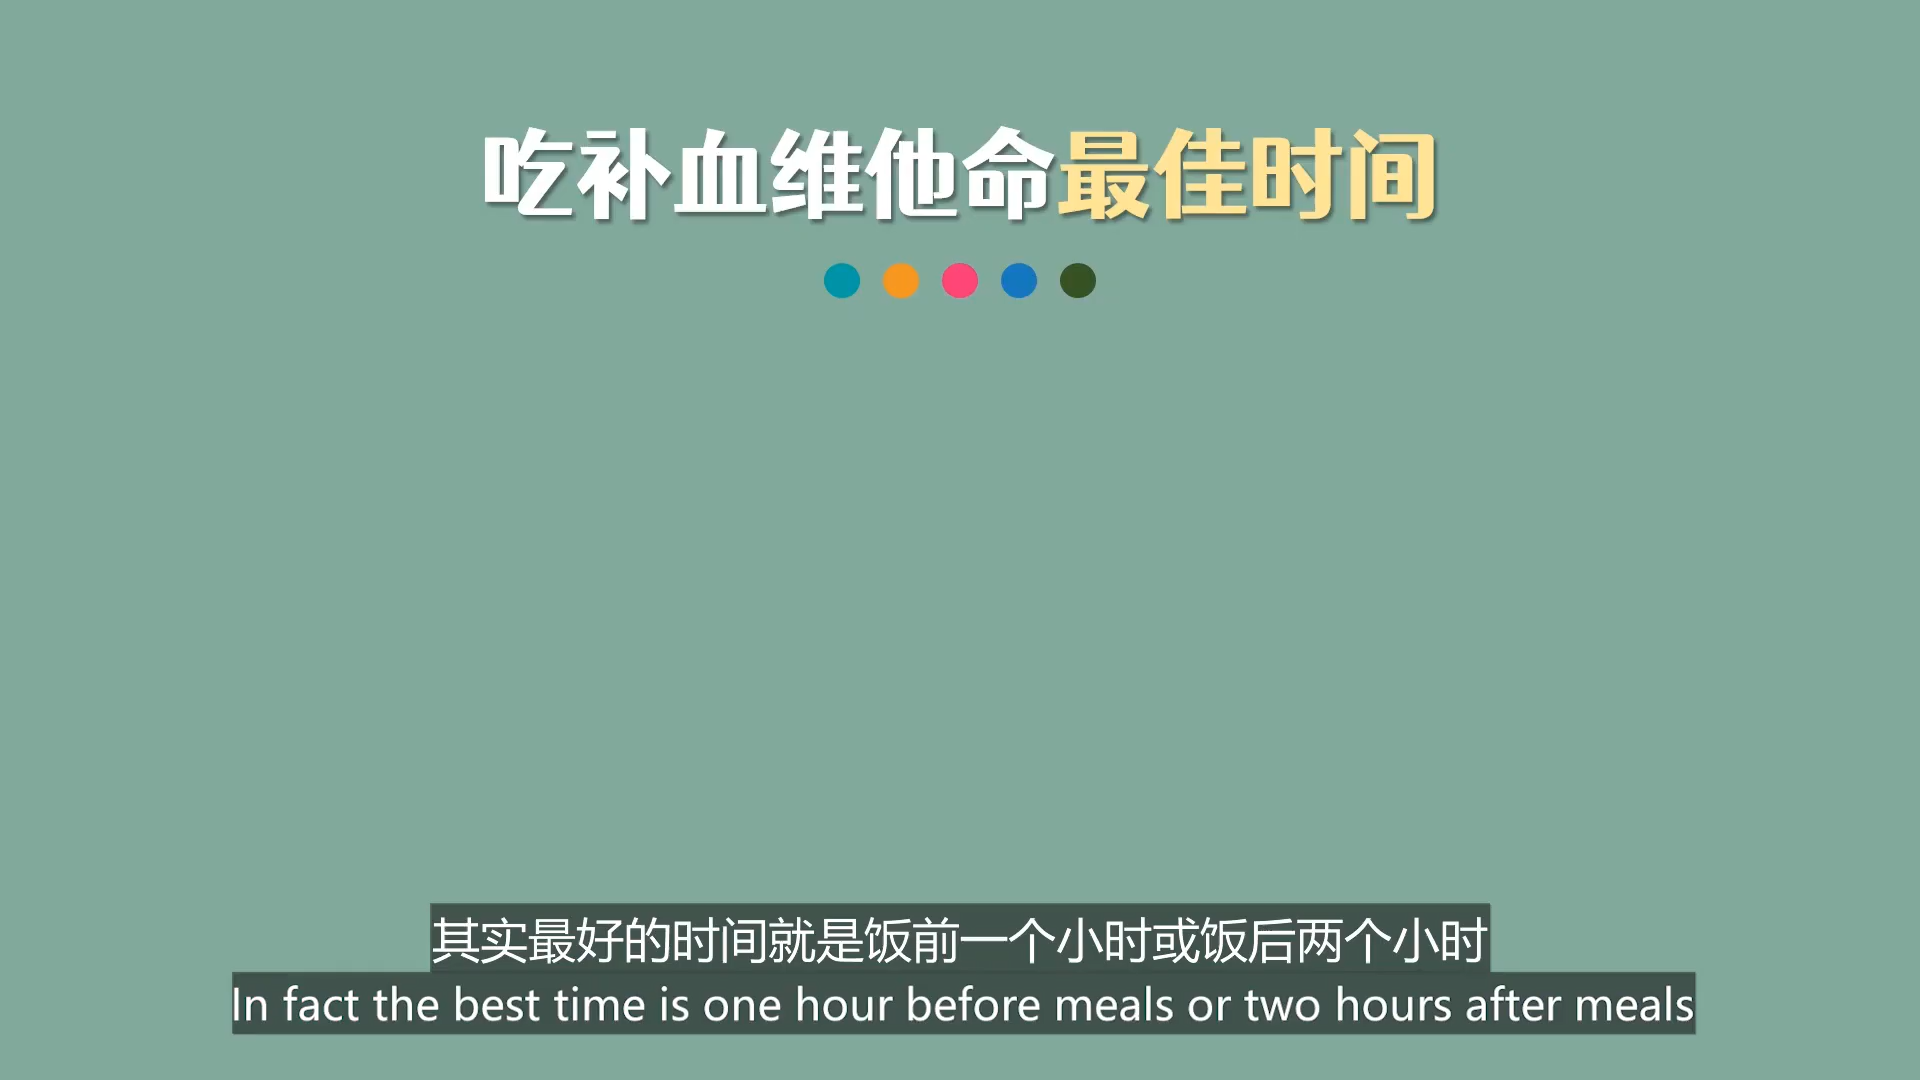 吃补血维他命最佳时间
其实最好的时间就是饭前一个小时或饭后两个小时
In fact the best time is one hour before meals or two hours after meals